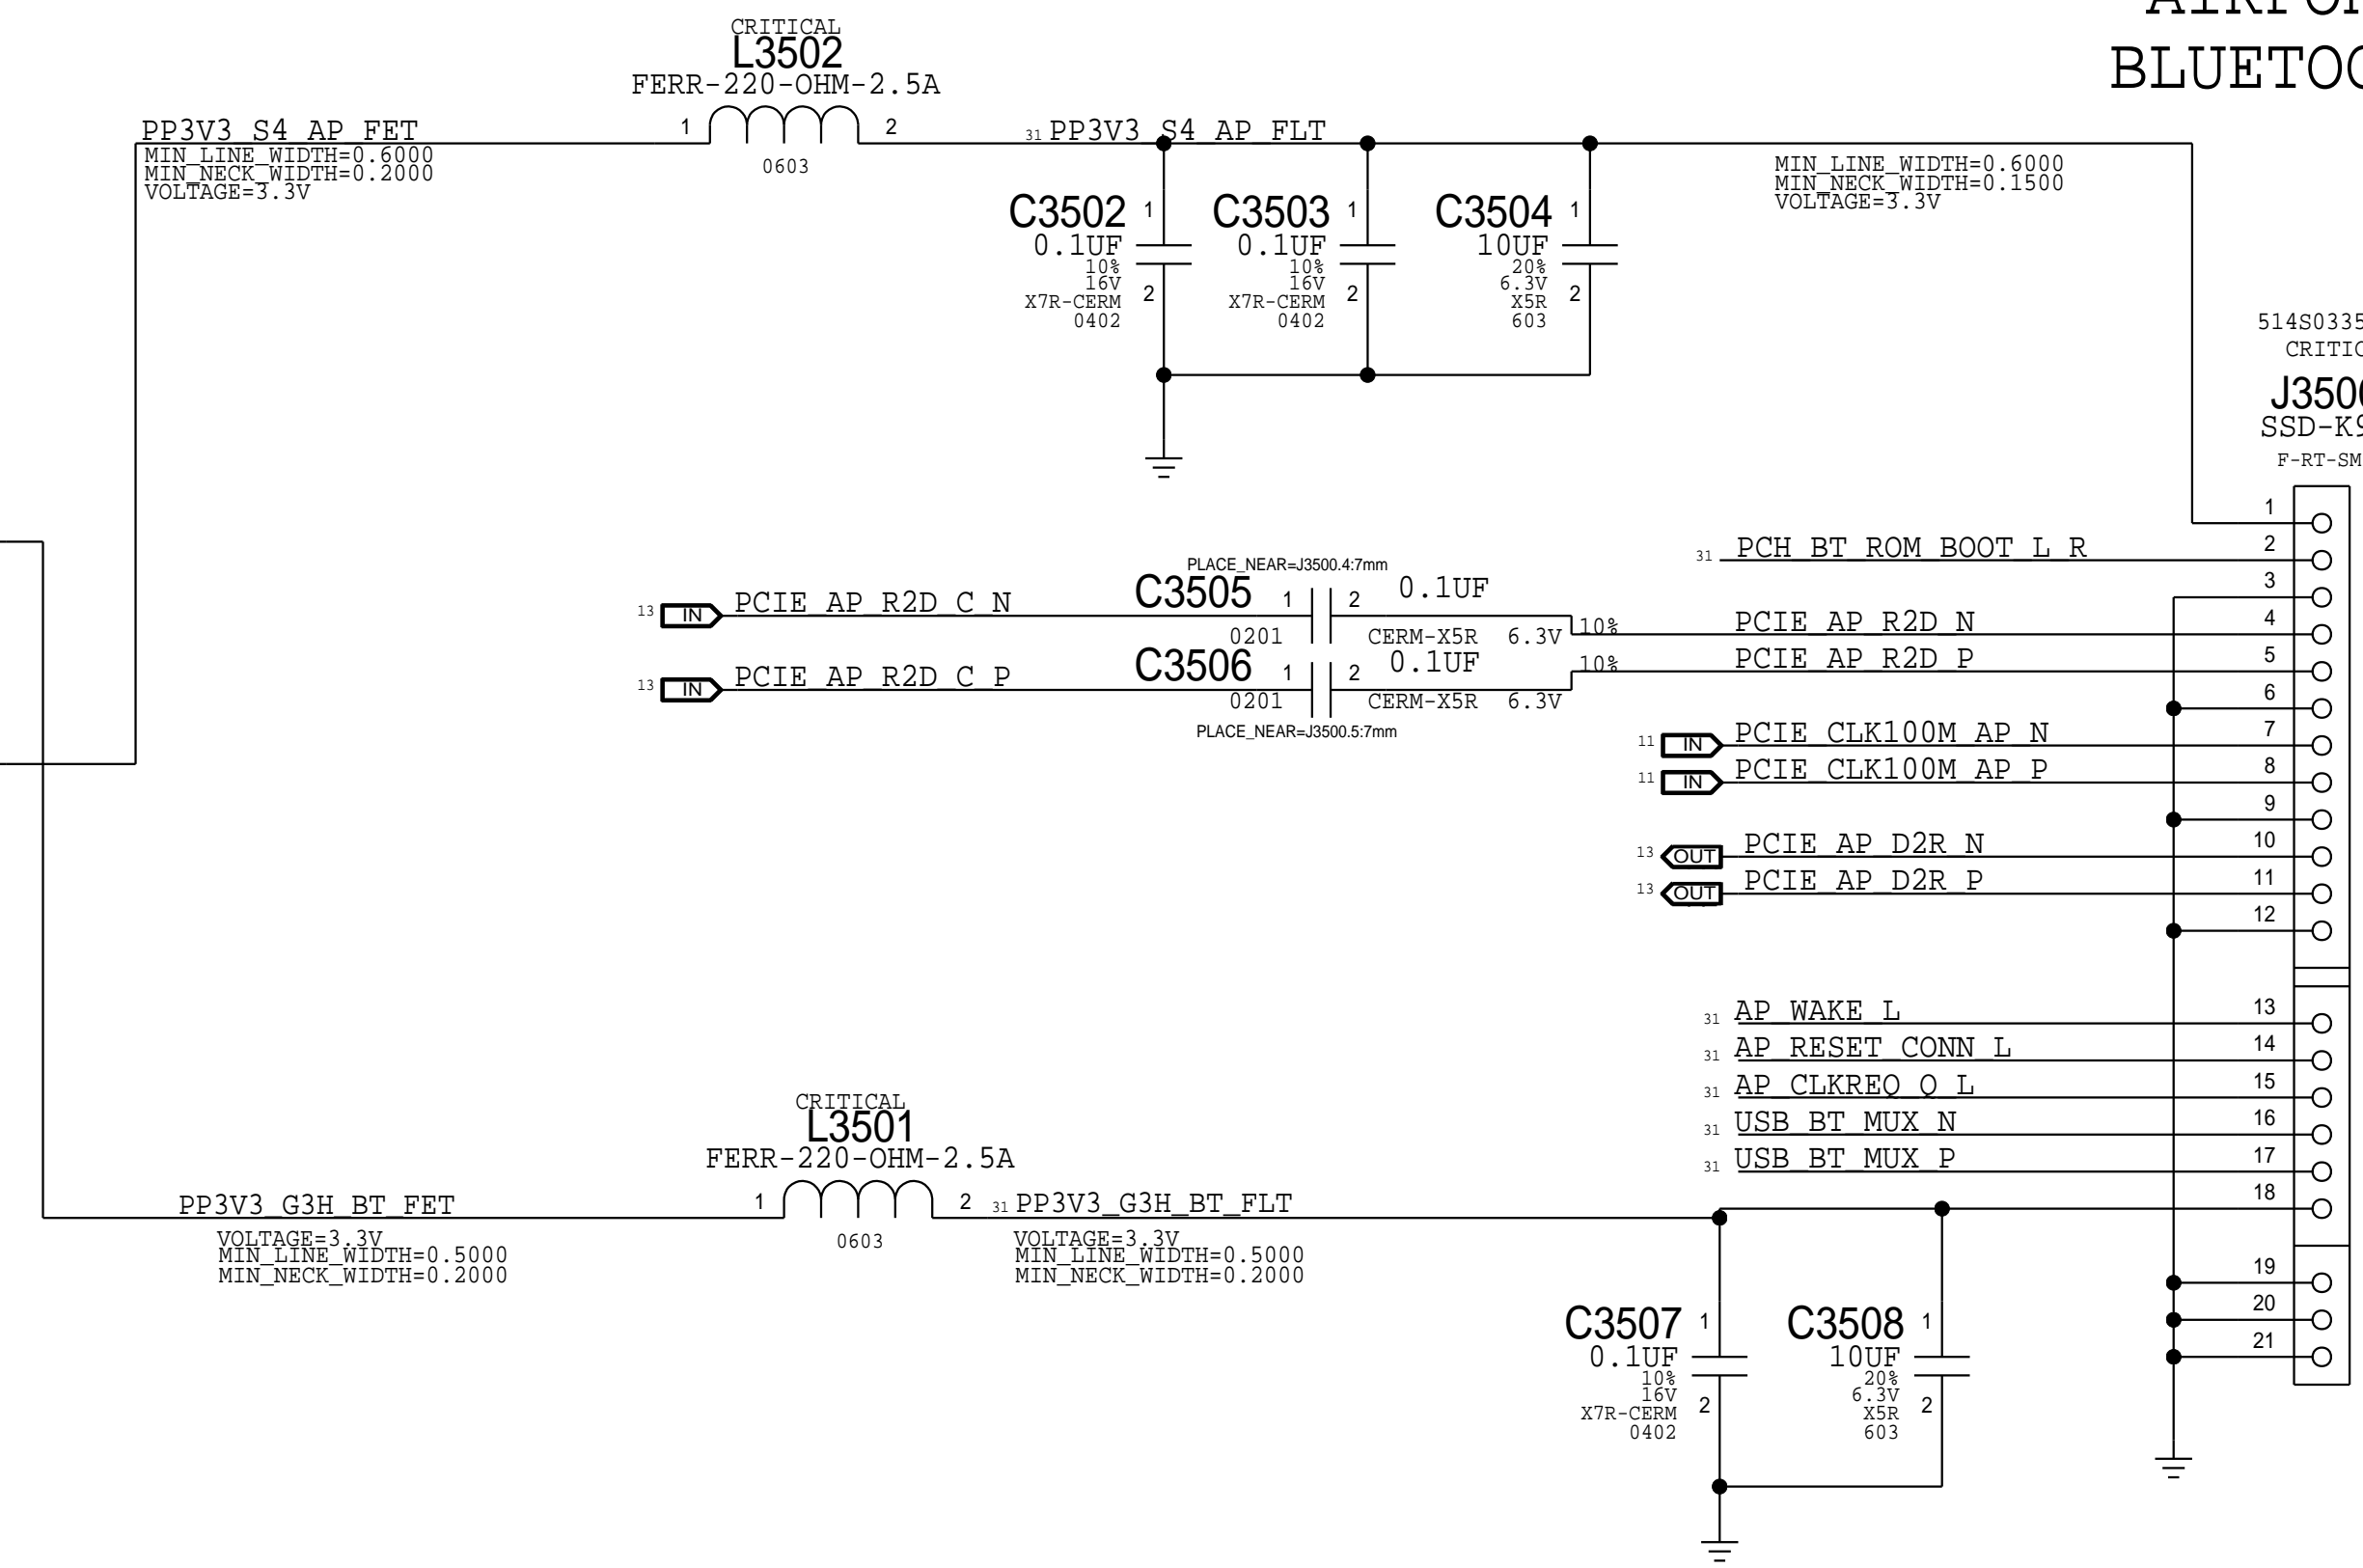 AIRPO
BLUETOO
CRITICAL
L3502
FERR-220-OHM-2.5A
PP3V3_S4_AP_FET
1
2
31 PP3V3_S4_AP_FLT
MIN_LINE_WIDTH=0.6000
MIN_NECK_WIDTH=0.2000
VOLTAGE=3.3V
0603
MIN_LINE_WIDTH=0.6000
MIN_NECK_WIDTH=0.1500
VOLTAGE=3.3V
C3502
1
0.1UF
10%
16V
X7R-CERM
2
0402
C3503
1
0.1UF
10%
16V
X7R-CERM
2
0402
C3504
1
10UF
20%
6.3V
X5R
2
603
514S0335
CRITIC
J3500
SSD-K9
F-RT-SM
1
31 PCH_BT_ROM_BOOT_L_R 2
3
PLACE_NEAR=J3500.4:7mm
13 IN PCIE_AP_R2D_C_N C3505 1 2 0.1UF
0201 CERM-X5R 6.3V 10%
PCIE_AP_R2D_N 4
13 IN PCIE_AP_R2D_C_P C3506 1 2 0.1UF
0201 CERM-X5R 6.3V 10%
PLACE_NEAR=J3500.5:7mm
PCIE_AP_R2D_P 5
6
11 IN PCIE_CLK100M_AP_N 7
11 IN PCIE_CLK100M_AP_P 8
9
13 OUT PCIE_AP_D2R_N 10
13 OUT PCIE_AP_D2R_P 11
12
31 AP_WAKE_L 13
31 AP_RESET_CONN_L 14
31 AP_CLKREQ_Q_L 15
31 USB_BT_MUX_N 16
31 USB_BT_MUX_P 17
18
19
20
21
CRITICAL
L3501
FERR-220-OHM-2.5A
PP3V3_G3H_BT_FET
1
2
31 PP3V3_G3H_BT_FLT
VOLTAGE=3.3V
MIN_LINE_WIDTH=0.5000
MIN_NECK_WIDTH=0.2000
0603
VOLTAGE=3.3V
MIN_LINE_WIDTH=0.5000
MIN_NECK_WIDTH=0.2000
C3507
1
0.1UF
10%
16V
X7R-CERM
2
0402
C3508
1
10UF
20%
6.3V
X5R
2
603